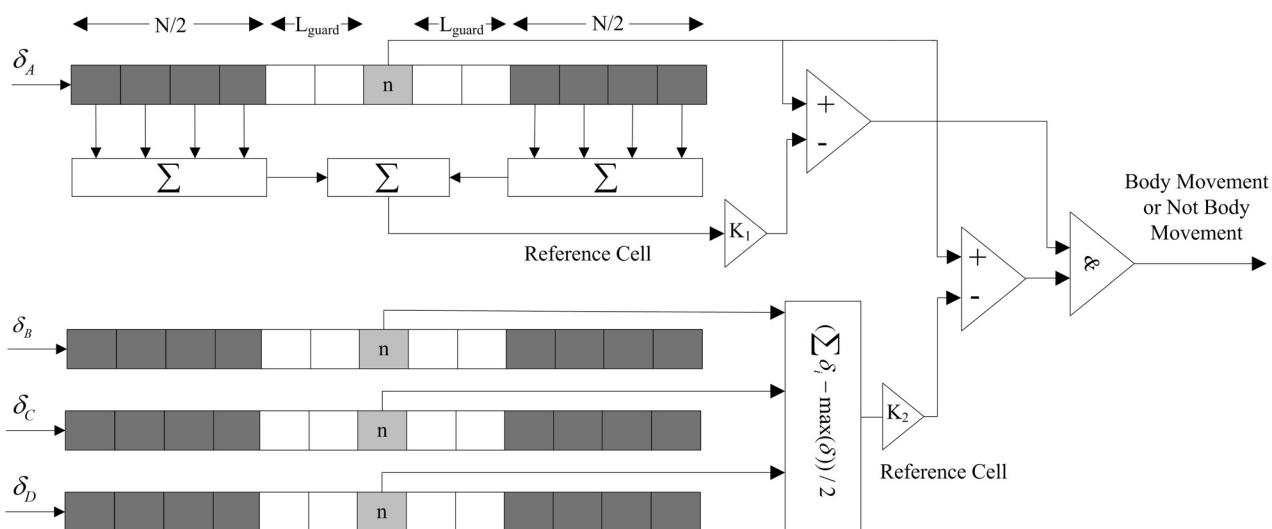 N/2
L_guard
L_guard
N/2
δ_A
n
+
-
∑
∑
∑
K_1
Reference Cell
Body Movement
or Not Body
Movement
+
-
&
δ_B
n
δ_C
n
δ_D
n
(∑δ_i − max(δ)) / 2
K_2
Reference Cell